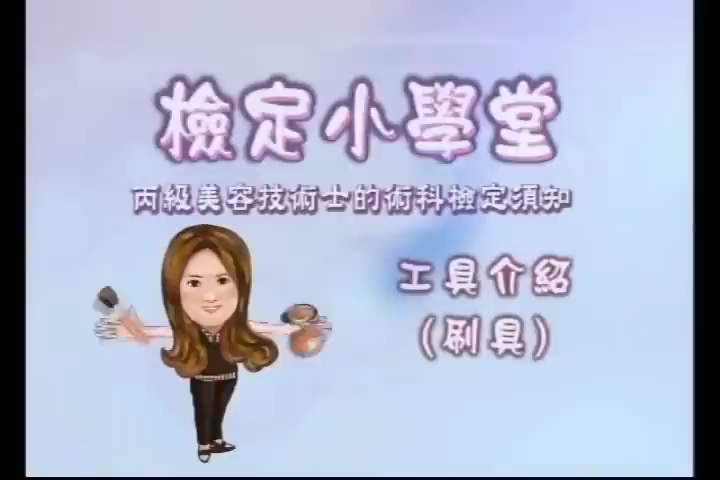 檢定小學堂
丙級美容技術士的術科檢定須知
工具介紹
(刷具)